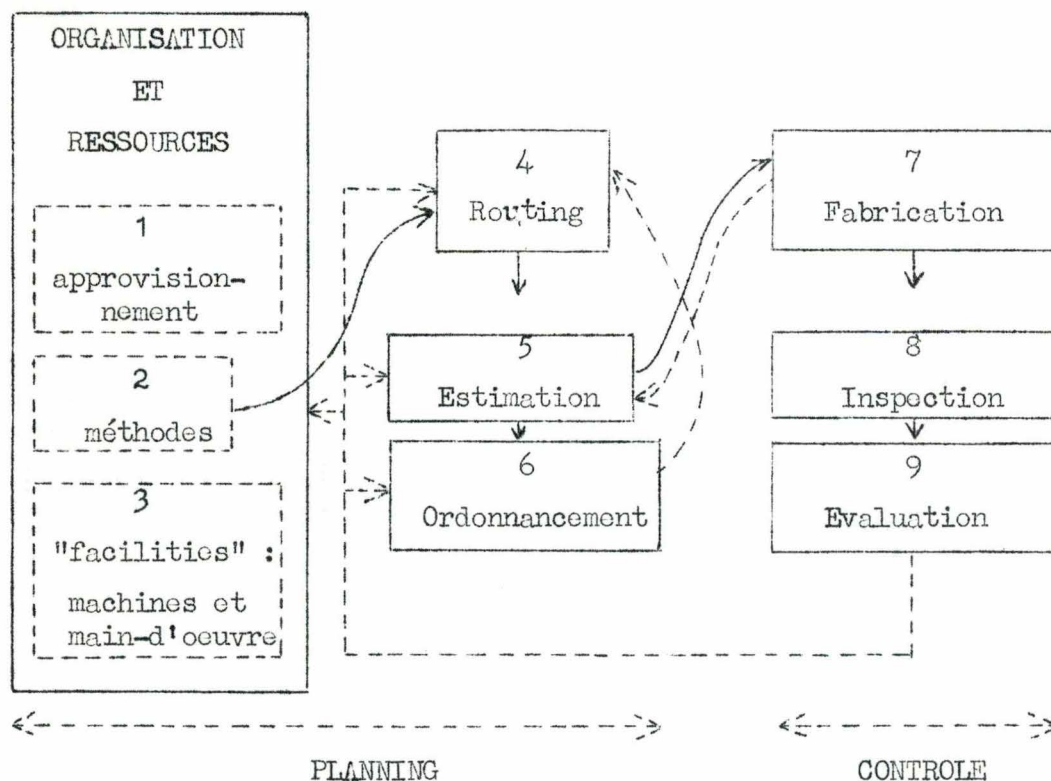 ORGANISATION
ET
RESSOURCES
1
approvision-
nement
2
méthodes
3
"facilities" :
machines et
main-d'oeuvre
4
Routing
5
Estimation
6
Ordonnancement
7
Fabrication
8
Inspection
9
Evaluation
PLANNING
CONTROLE